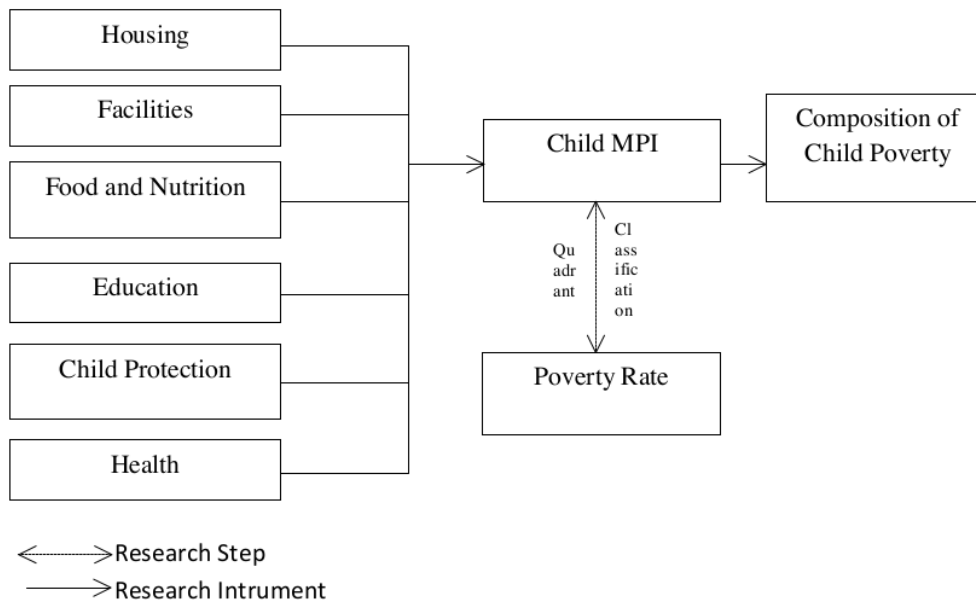 Housing
Facilities
Food and Nutrition
Education
Child Protection
Health
Child MPI
Composition of
Child Poverty
Qu
adr
ant
Cl
ass
ific
ati
on
Poverty Rate
Research Step
Research Intrument